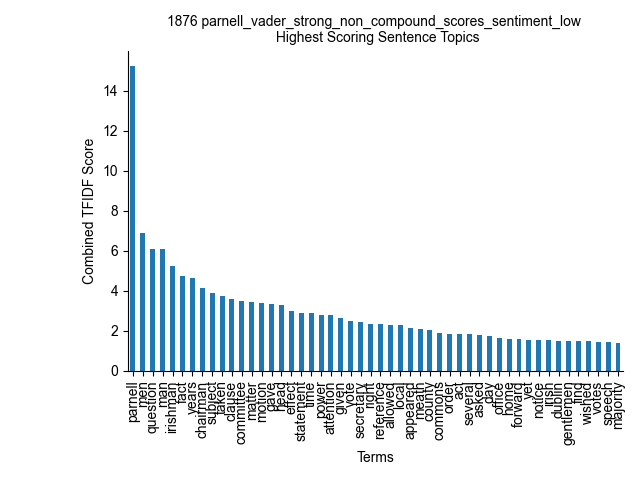 1876 parnell_vader_strong_non_compound_scores_sentiment_low
Highest Scoring Sentence Topics
Combined TFIDF Score
14
12
10
8
6
4
2
0
parnell
men
question
man
irishman
fact
years
chairman
subject
taken
clause
committee
matter
motion
gave
head
effect
statement
time
power
attention
given
vote
secretary
right
reference
allowed
local
appeared
meath
county
commons
order
act
several
asked
day
office
home
forward
yet
notice
irish
dublin
gentlemen
find
wished
votes
speech
majority
Terms